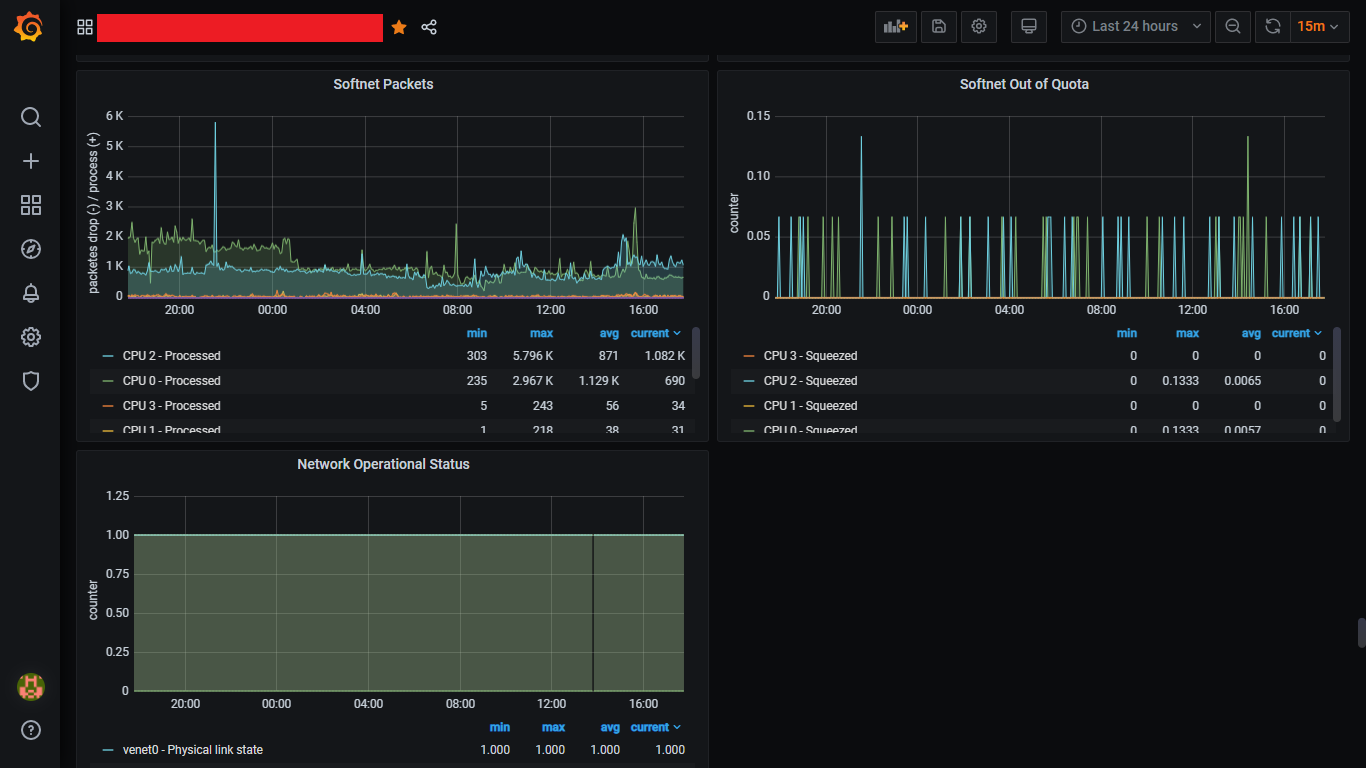 Last 24 hours
15m
Softnet Packets
packetes drop (-) / process (+)
6 K
5 K
4 K
3 K
2 K
1 K
0
20:00 00:00 04:00 08:00 12:00 16:00
min max avg current
CPU 2 - Processed 303 5.796 K 871 1.082 K
CPU 0 - Processed 235 2.967 K 1.129 K 690
CPU 3 - Processed 5 243 56 34
CPU 1 - Processed 1 218 38 31
Softnet Out of Quota
counter
0.15
0.10
0.05
0
20:00 00:00 04:00 08:00 12:00 16:00
min max avg current
CPU 3 - Squeezed 0 0 0 0
CPU 2 - Squeezed 0 0.1333 0.0065 0
CPU 1 - Squeezed 0 0 0 0
CPU 0 - Squeezed 0 0.1333 0.0057 0
Network Operational Status
counter
1.25
1.00
0.75
0.50
0.25
0
20:00 00:00 04:00 08:00 12:00 16:00
min max avg current
venet0 - Physical link state 1.000 1.000 1.000 1.000